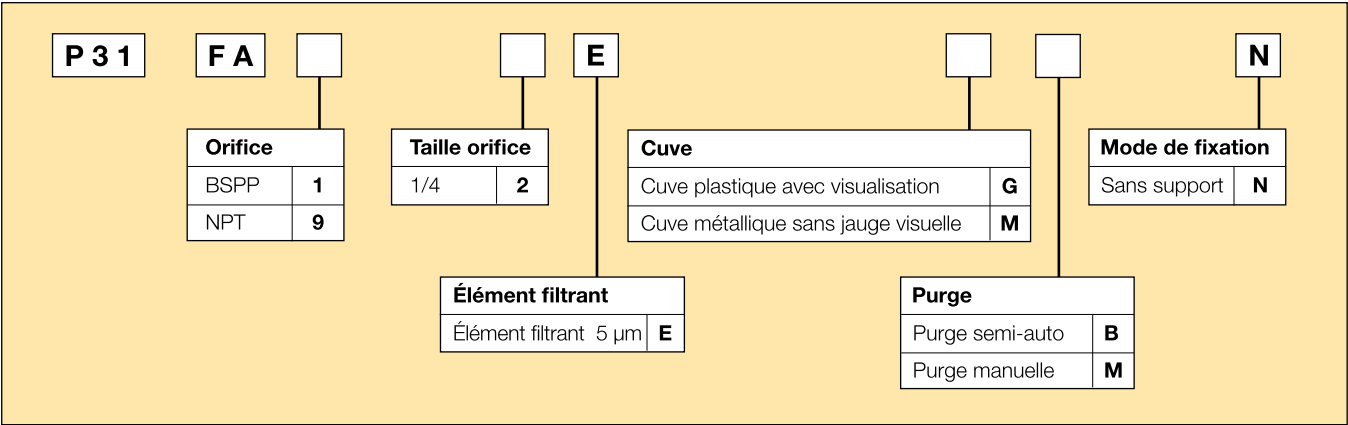 P 3 1 F A E N
Orifice
BSPP 1
NPT 9
Taille orifice
1/4 2
Cuve
Cuve plastique avec visualisation G
Cuve métallique sans jauge visuelle M
Mode de fixation
Sans support N
Élément filtrant
Élément filtrant 5 µm E
Purge
Purge semi-auto B
Purge manuelle M